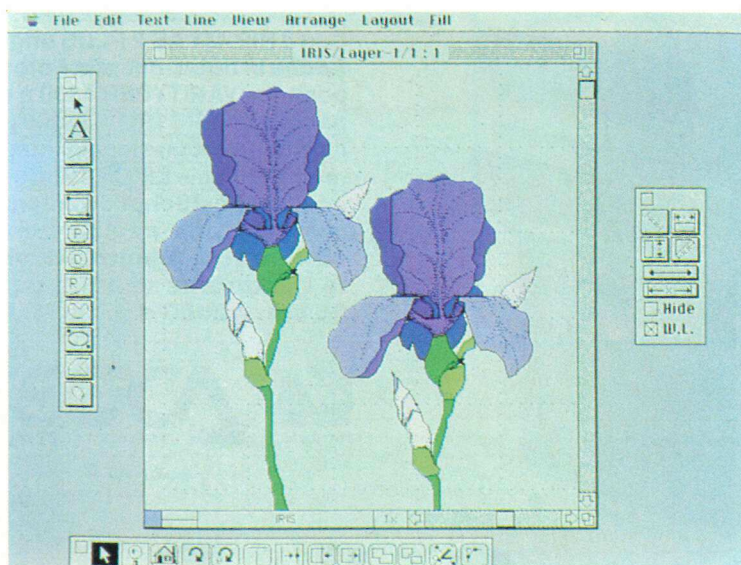 File Edit Text Line View Arrange Layout Fill
IRIS/Layer-1/1 : 1
A
P
Hide
W.L.
IRIS
1x